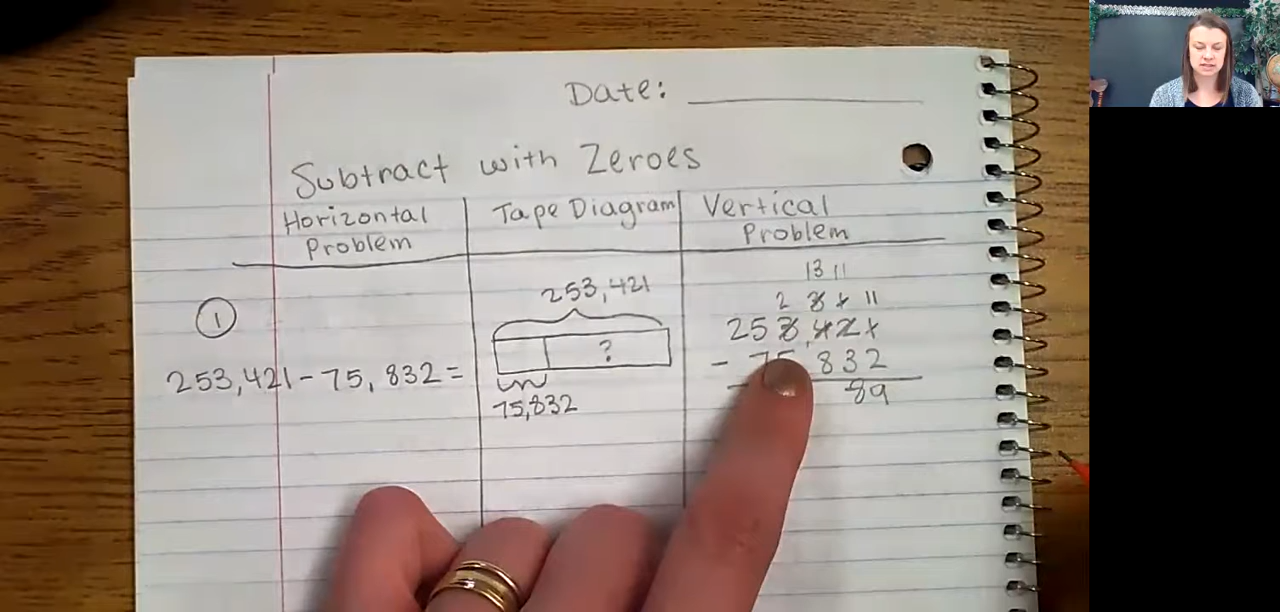 Date:
Subtract with Zeroes
Horizontal Problem
Tape Diagram
Vertical Problem
1
253,421 - 75,832 =
253,421
?
75,832
13 11
2 3 1 11
253,421
- 75,832
89